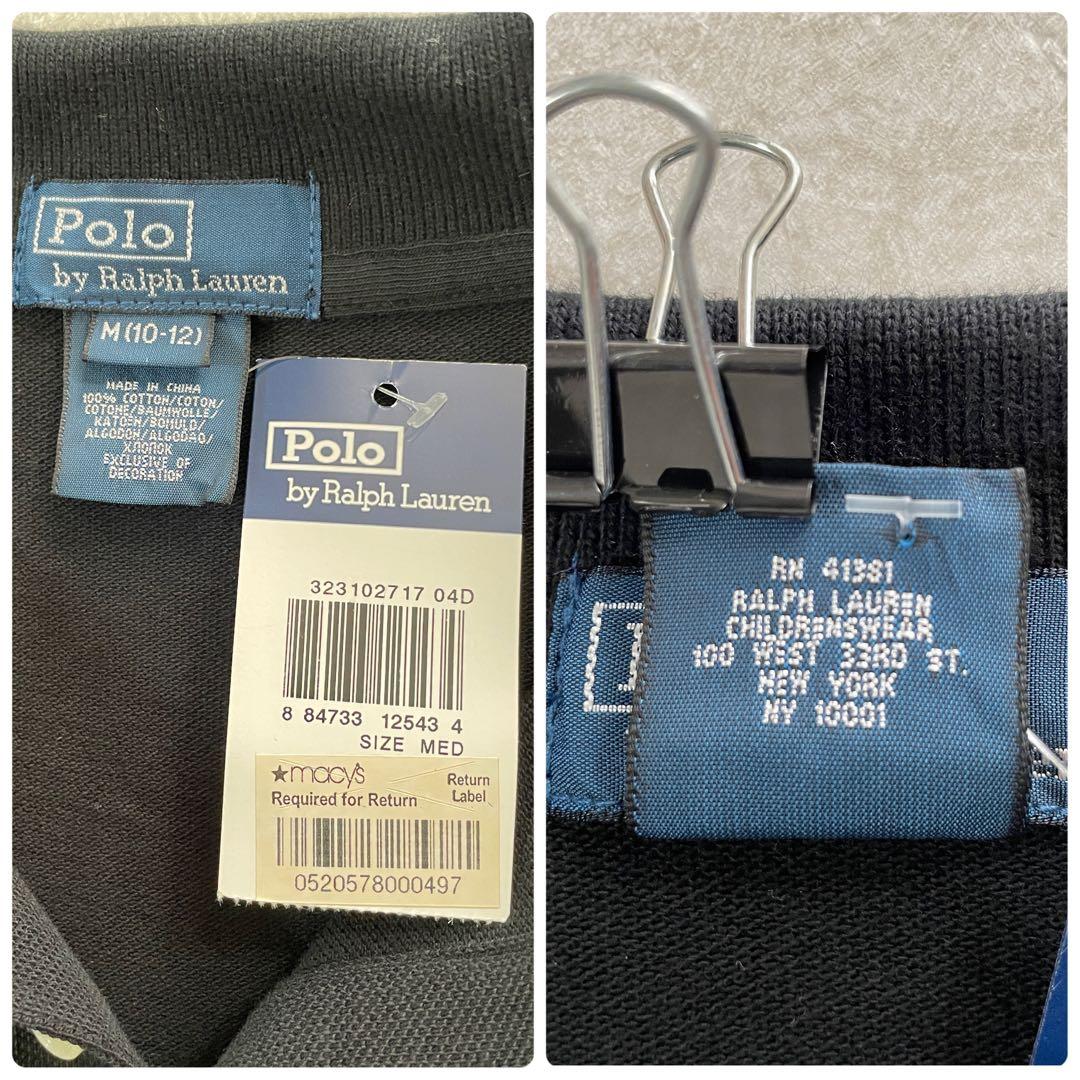 Polo
by Ralph Lauren
M (10-12)
MADE IN CHINA
100% COTTON/COTON/
COTONE/BAUMWOLLE/
KATOEN/BOMULD/
ALGODON/ALGODAO/
ХЛОПОК
EXCLUSIVE OF
DECORATION
Polo
by Ralph Lauren
323102717 04D
8 84733 12543 4
SIZE MED
★macy's
Return
Label
Required for Return
0520578000497
RN 41381
RALPH LAUREN
CHILDRENSWEAR
100 WEST 33RD ST.
NEW YORK
NY 10001